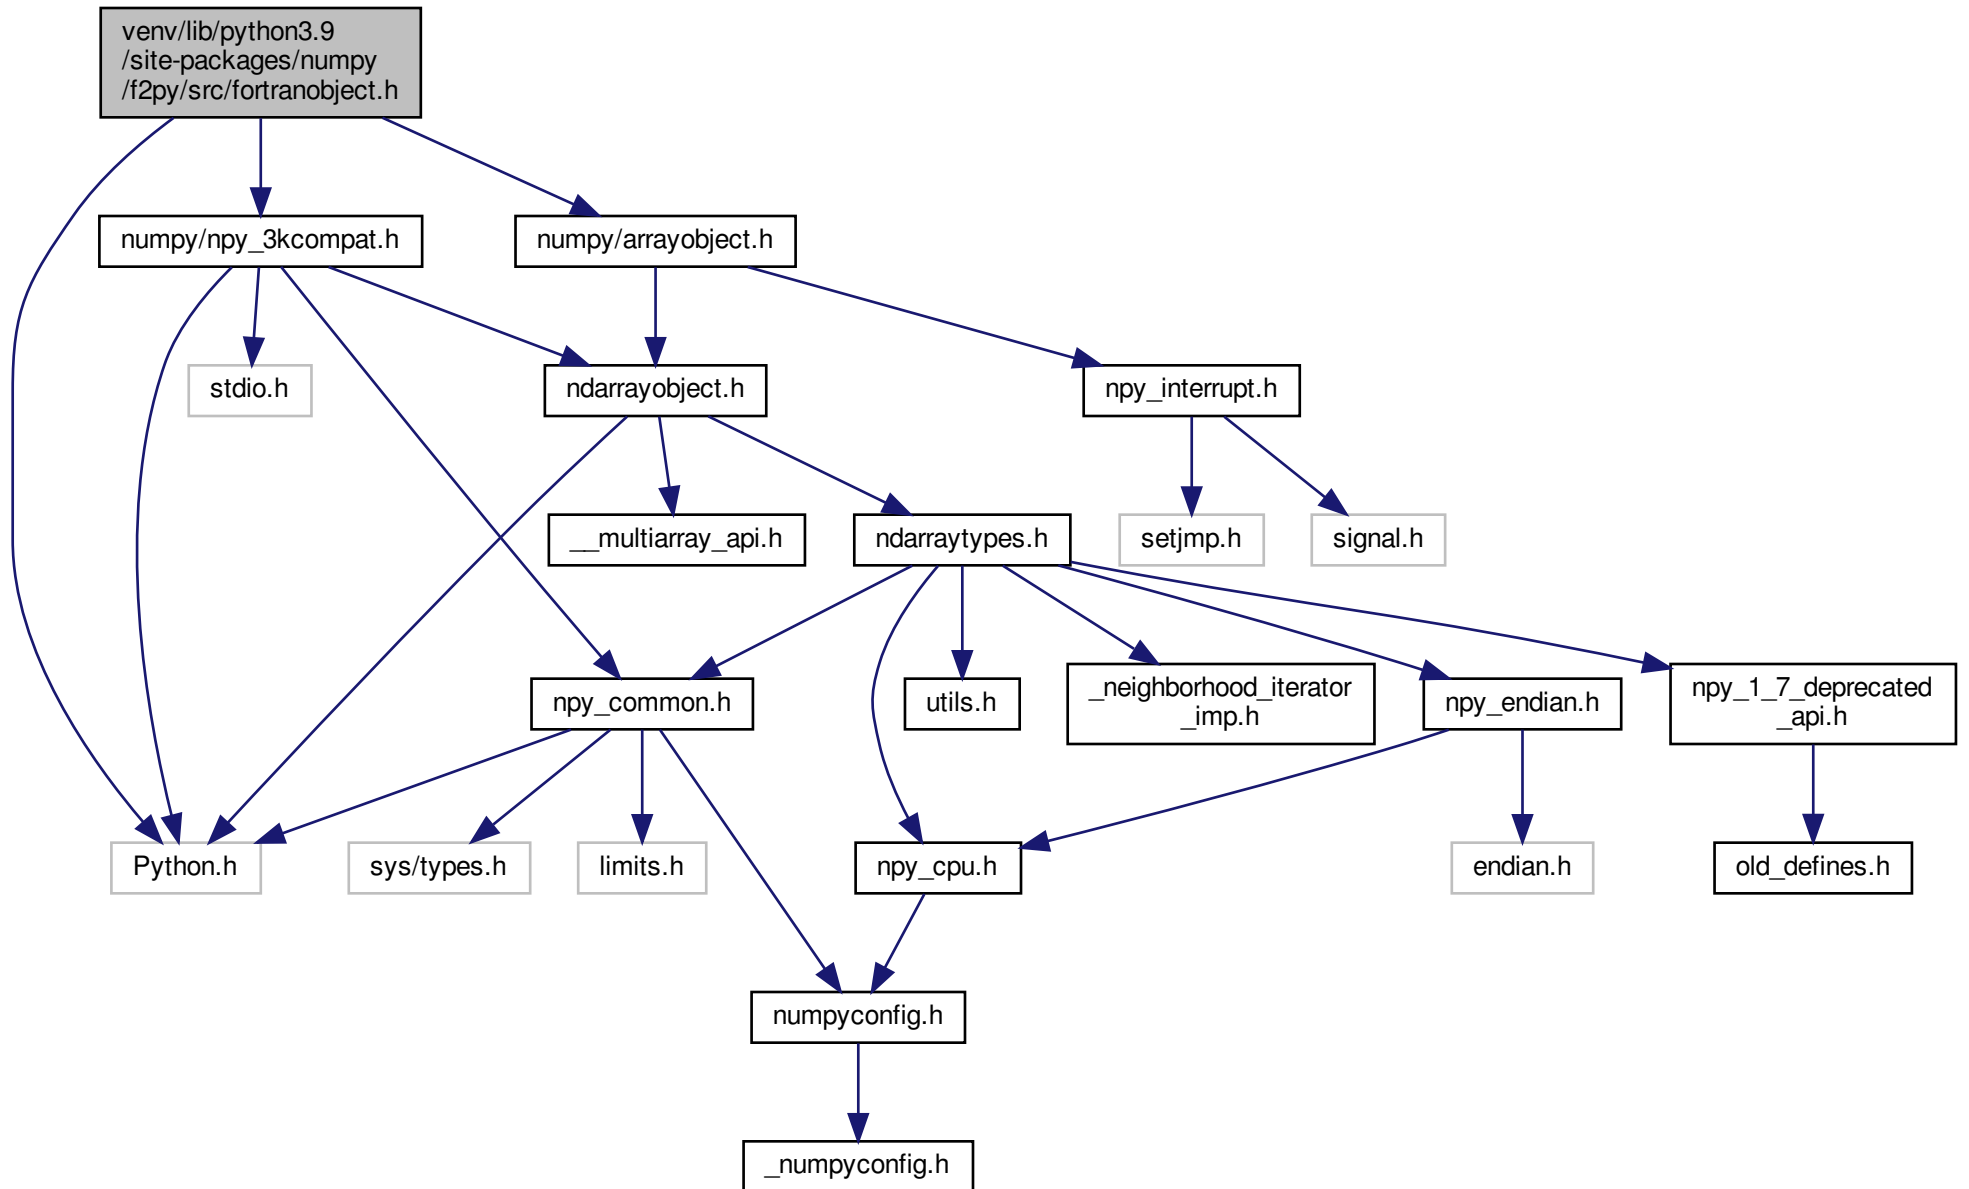 venv/lib/python3.9
/site-packages/numpy
/f2py/src/fortranobject.h
numpy/npy_3kcompat.h
numpy/arrayobject.h
stdio.h
ndarrayobject.h
npy_interrupt.h
__multiarray_api.h
ndarraytypes.h
setjmp.h
signal.h
npy_common.h
utils.h
_neighborhood_iterator
_imp.h
npy_endian.h
npy_1_7_deprecated
_api.h
Python.h
sys/types.h
limits.h
npy_cpu.h
endian.h
old_defines.h
numpyconfig.h
_numpyconfig.h